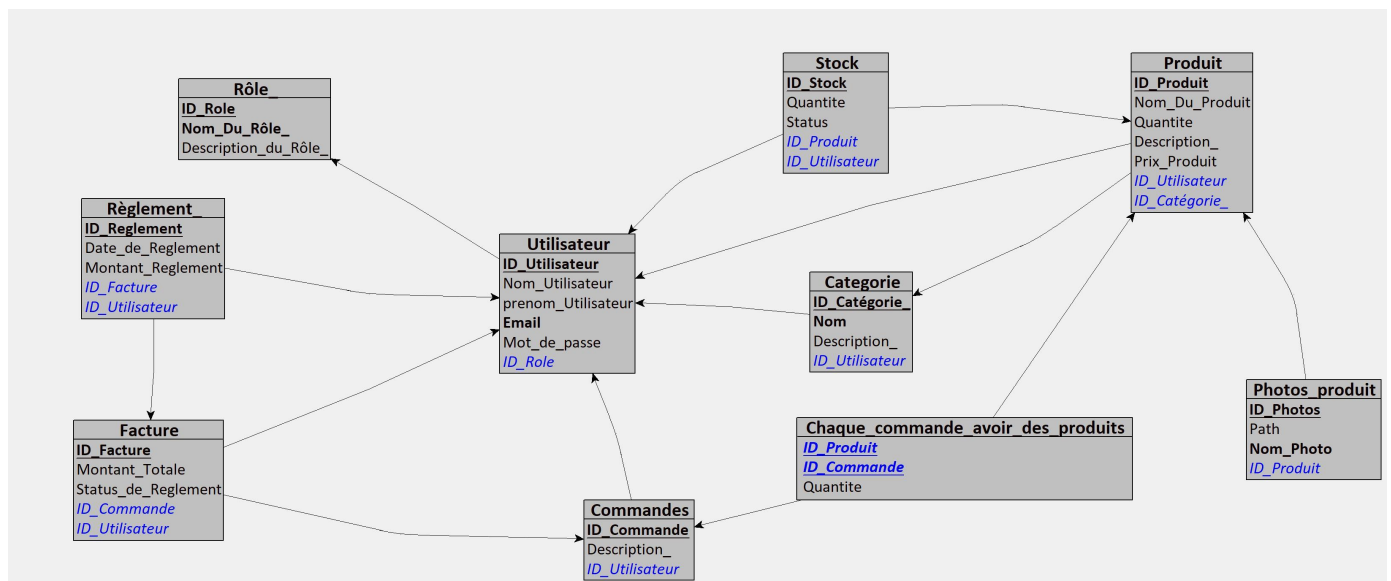 Rôle_
ID_Role
Nom_Du_Rôle_
Description_du_Rôle_
Stock
ID_Stock
Quantite
Status
ID_Produit
ID_Utilisateur
Produit
ID_Produit
Nom_Du_Produit
Quantite
Description_
Prix_Produit
ID_Utilisateur
ID_Catégorie_
Règlement_
ID_Reglement
Date_de_Reglement
Montant_Reglement
ID_Facture
ID_Utilisateur
Utilisateur
ID_Utilisateur
Nom_Utilisateur
prenom_Utilisateur
Email
Mot_de_passe
ID_Role
Categorie
ID_Catégorie_
Nom
Description_
ID_Utilisateur
Photos_produit
ID_Photos
Path
Nom_Photo
ID_Produit
Facture
ID_Facture
Montant_Totale
Status_de_Reglement
ID_Commande
ID_Utilisateur
Chaque_commande_avoir_des_produits
ID_Produit
ID_Commande
Quantite
Commandes
ID_Commande
Description_
ID_Utilisateur